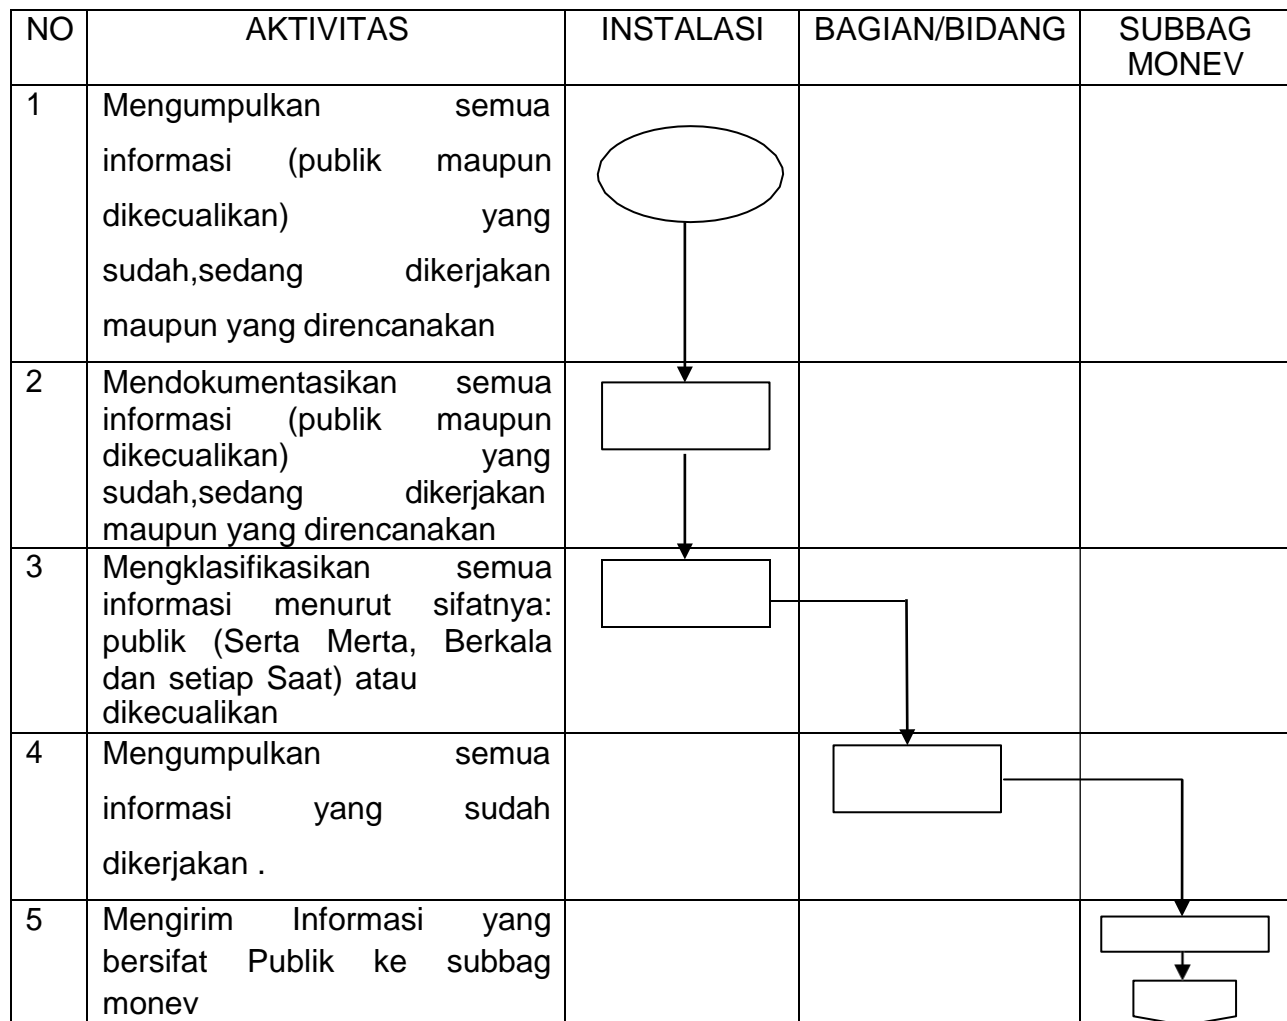 NO AKTIVITAS INSTALASI BAGIAN/BIDANG SUBBAG
MONEV
1 Mengumpulkan semua
informasi (publik maupun
dikecualikan) yang
sudah,sedang dikerjakan
maupun yang direncanakan
2 Mendokumentasikan semua
informasi (publik maupun
dikecualikan) yang
sudah,sedang dikerjakan
maupun yang direncanakan
3 Mengklasifikasikan semua
informasi menurut sifatnya:
publik (Serta Merta, Berkala
dan setiap Saat) atau
dikecualikan
4 Mengumpulkan semua
informasi yang sudah
dikerjakan .
5 Mengirim Informasi yang
bersifat Publik ke subbag
monev